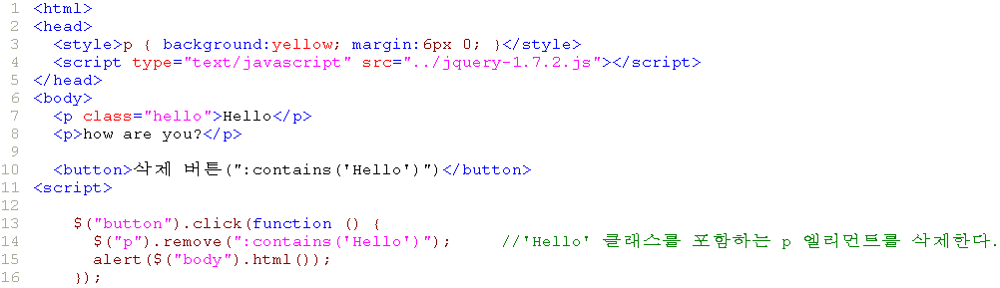 1 <html>
2 <head>
3   <style>p { background:yellow; margin:6px 0; }</style>
4   <script type="text/javascript" src="../jquery-1.7.2.js"></script>
5 </head>
6 <body>
7   <p class="hello">Hello</p>
8   <p>how are you?</p>
9
10   <button>삭제 버튼(":contains('Hello')")</button>
11 <script>
12
13     $("button").click(function () {
14       $("p").remove(":contains('Hello')");     //'Hello' 클래스를 포함하는 p 엘리먼트를 삭제한다.
15       alert($("body").html());
16     });